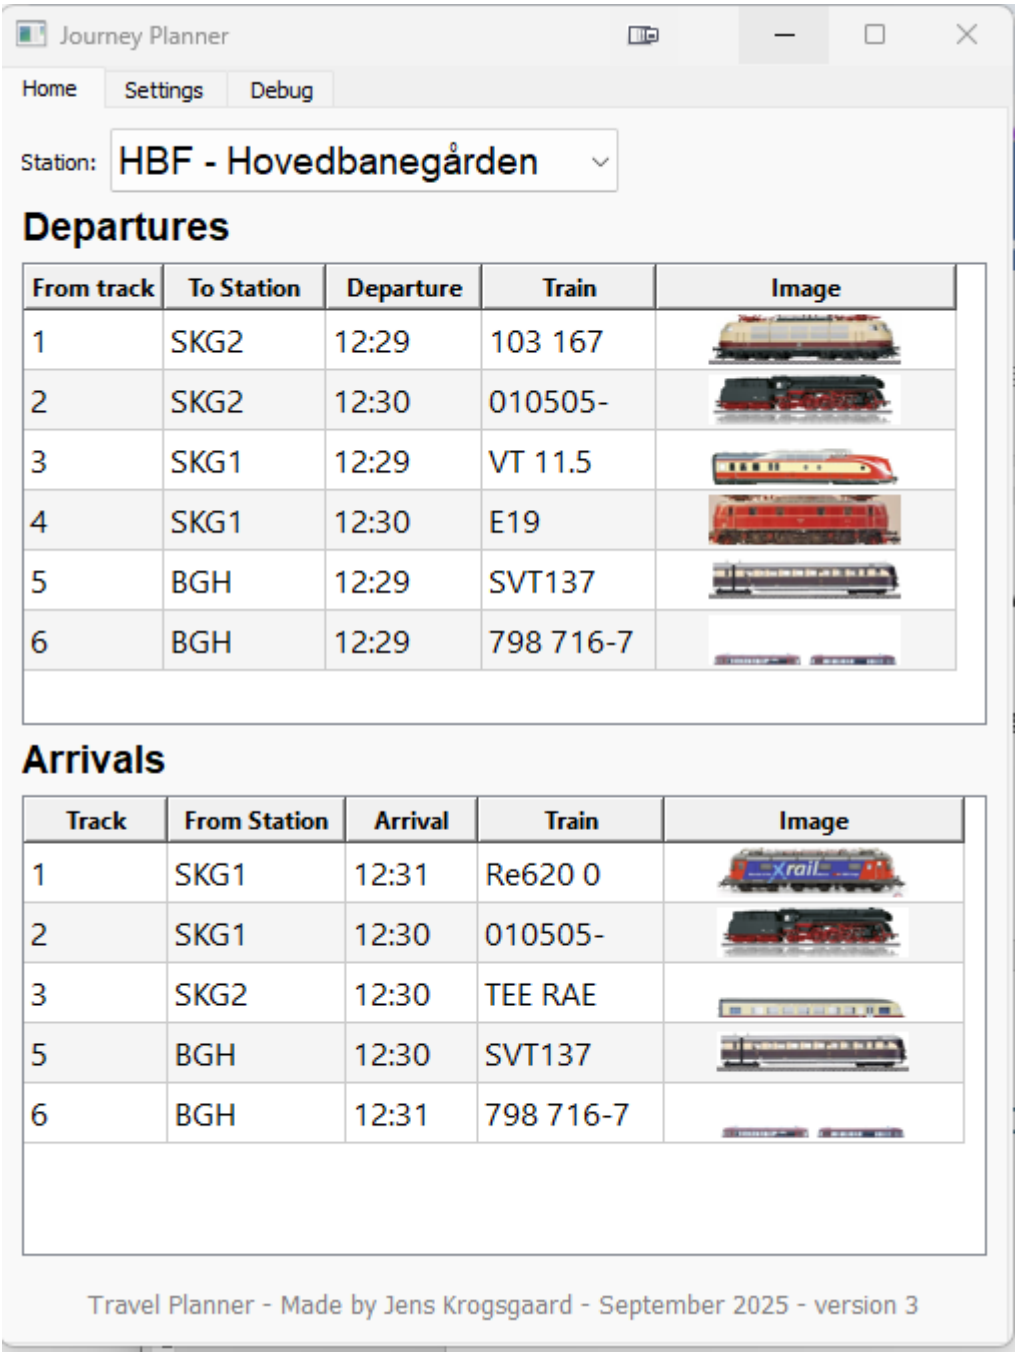 Journey Planner
Home Settings Debug
Station: HBF - Hovedbanegården
Departures
From track To Station Departure Train Image
1 SKG2 12:29 103 167
2 SKG2 12:30 010505-
3 SKG1 12:29 VT 11.5
4 SKG1 12:30 E19
5 BGH 12:29 SVT137
6 BGH 12:29 798 716-7
Arrivals
Track From Station Arrival Train Image
1 SKG1 12:31 Re620 0 Xrail
2 SKG1 12:30 010505-
3 SKG2 12:30 TEE RAE
5 BGH 12:30 SVT137
6 BGH 12:31 798 716-7
Travel Planner - Made by Jens Krogsgaard - September 2025 - version 3